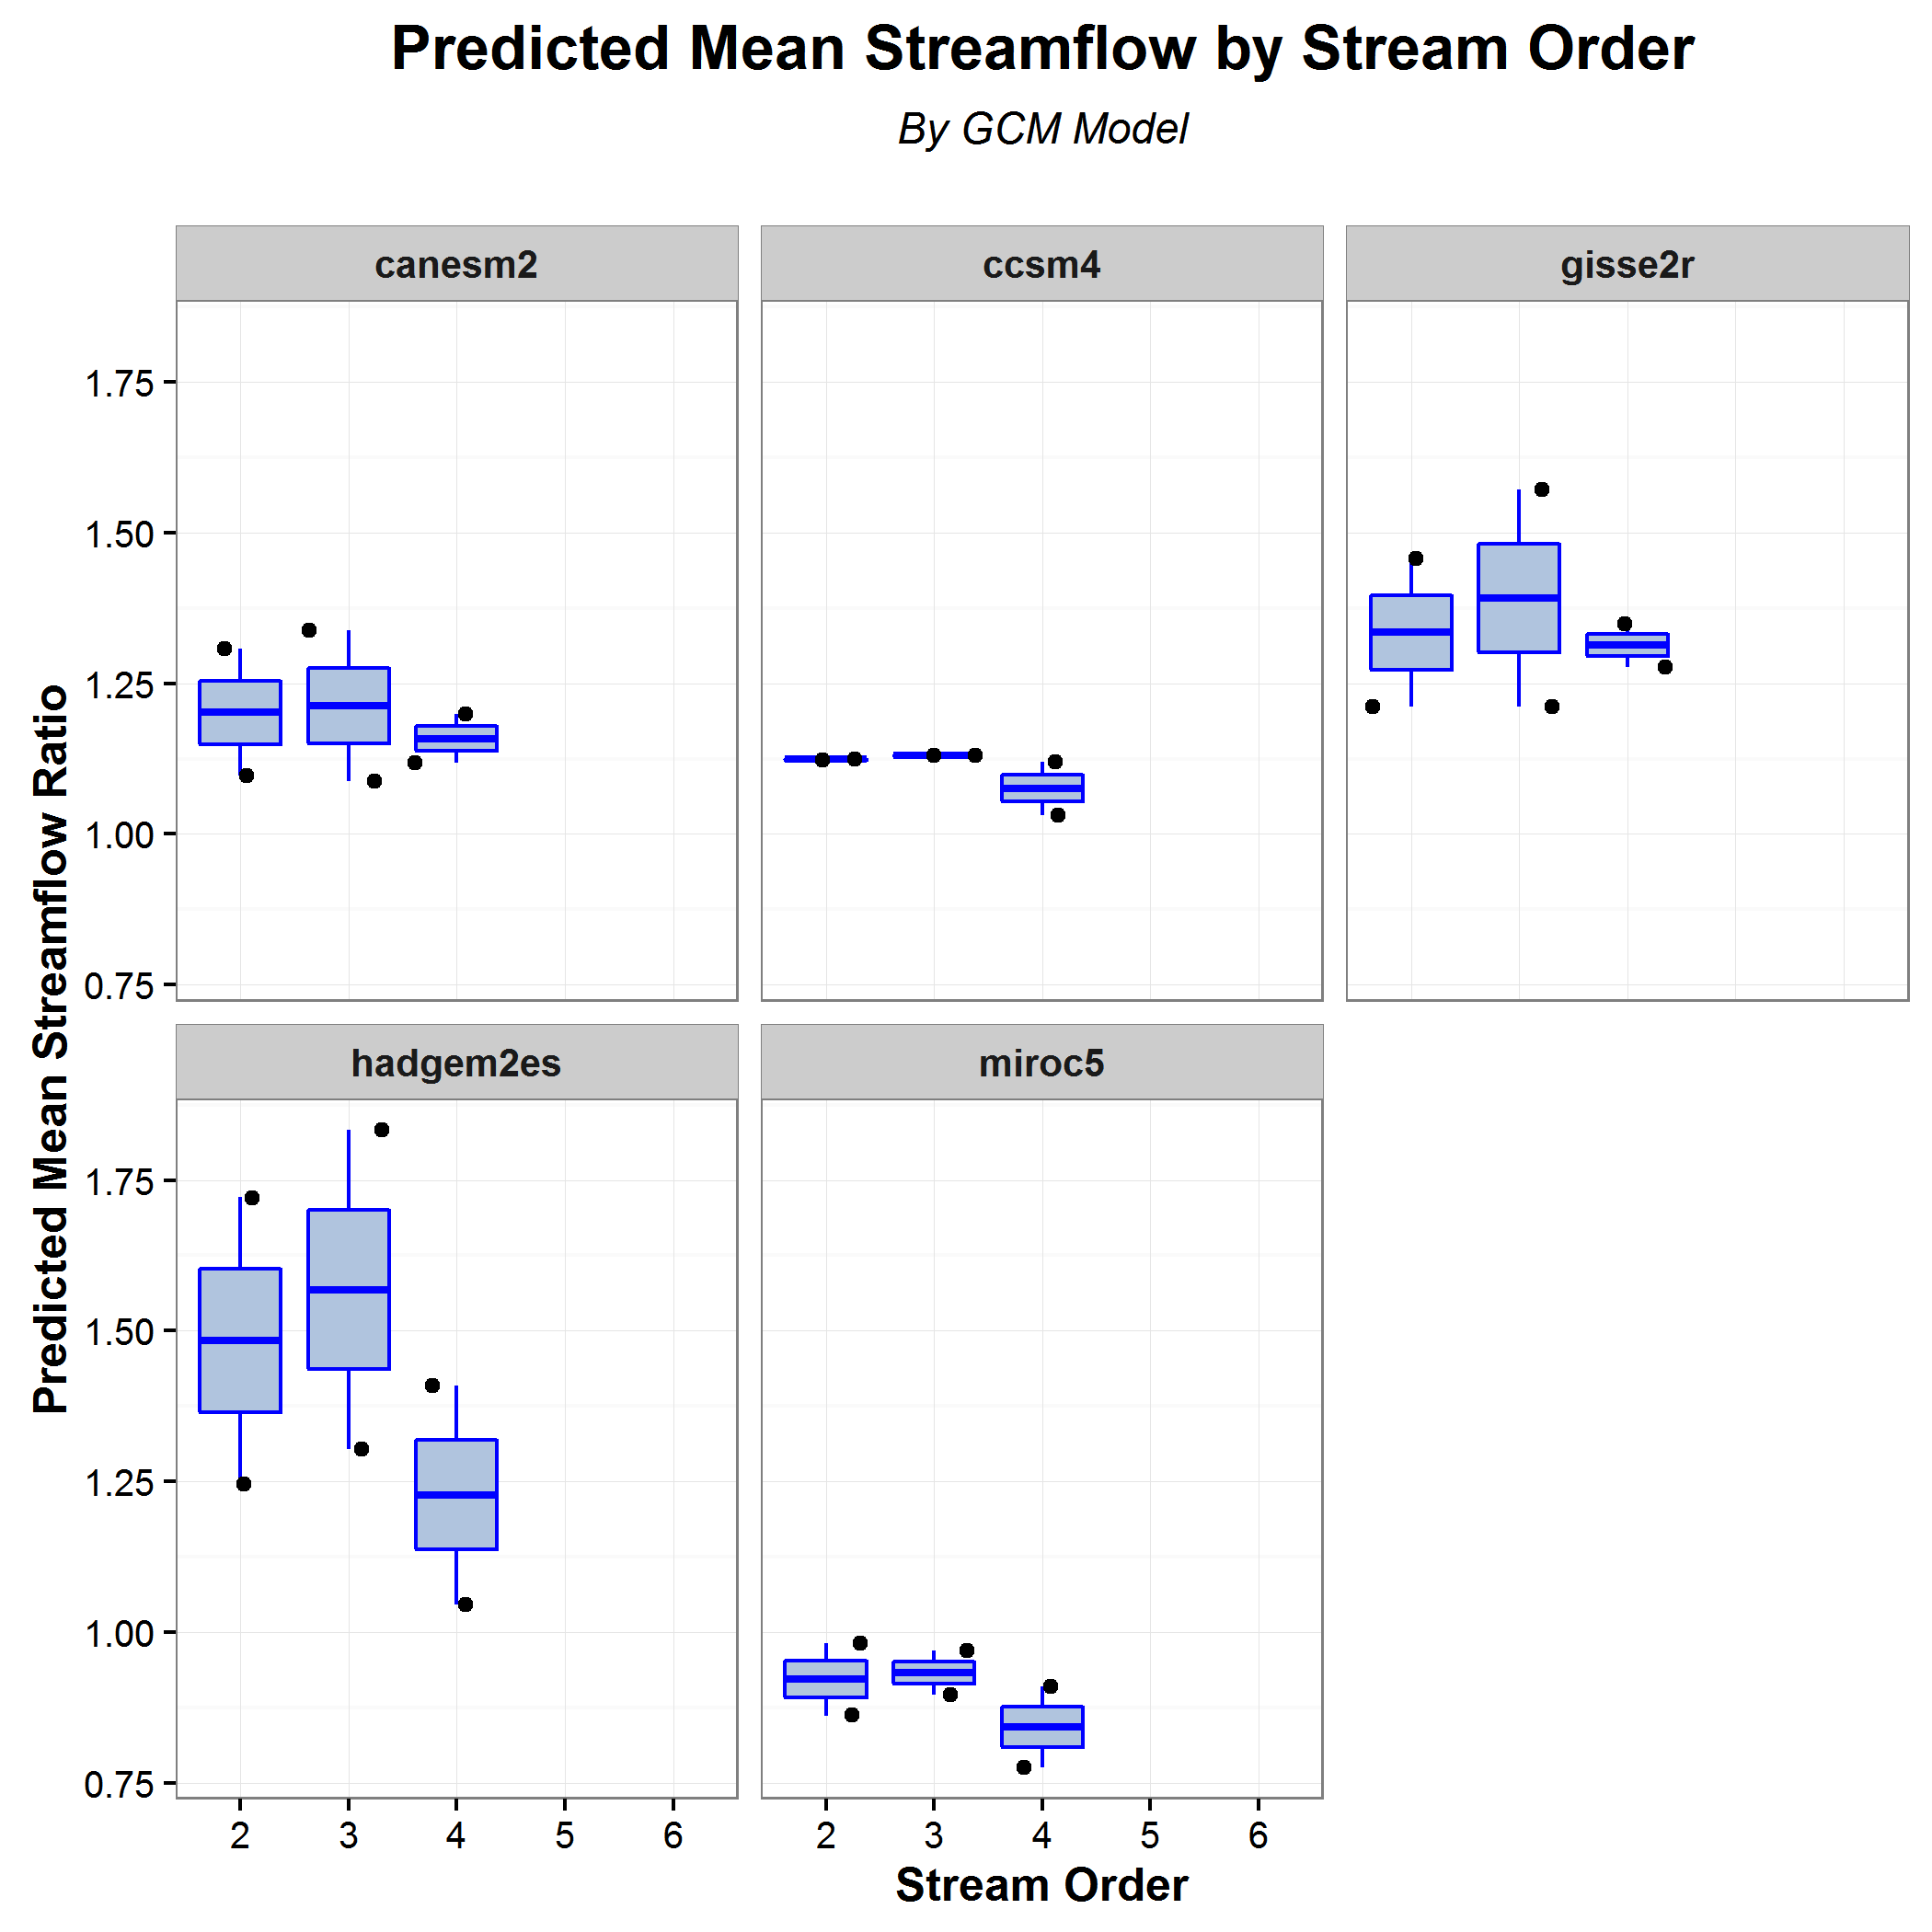 Predicted Mean Streamflow by Stream Order
By GCM Model
canesm2
ccsm4
gisse2r
1.75
1.50
1.25
1.00
0.75
Predicted Mean Streamflow Ratio
hadgem2es
miroc5
1.75
1.50
1.25
1.00
0.75
2 3 4 5 6
2 3 4 5 6
Stream Order